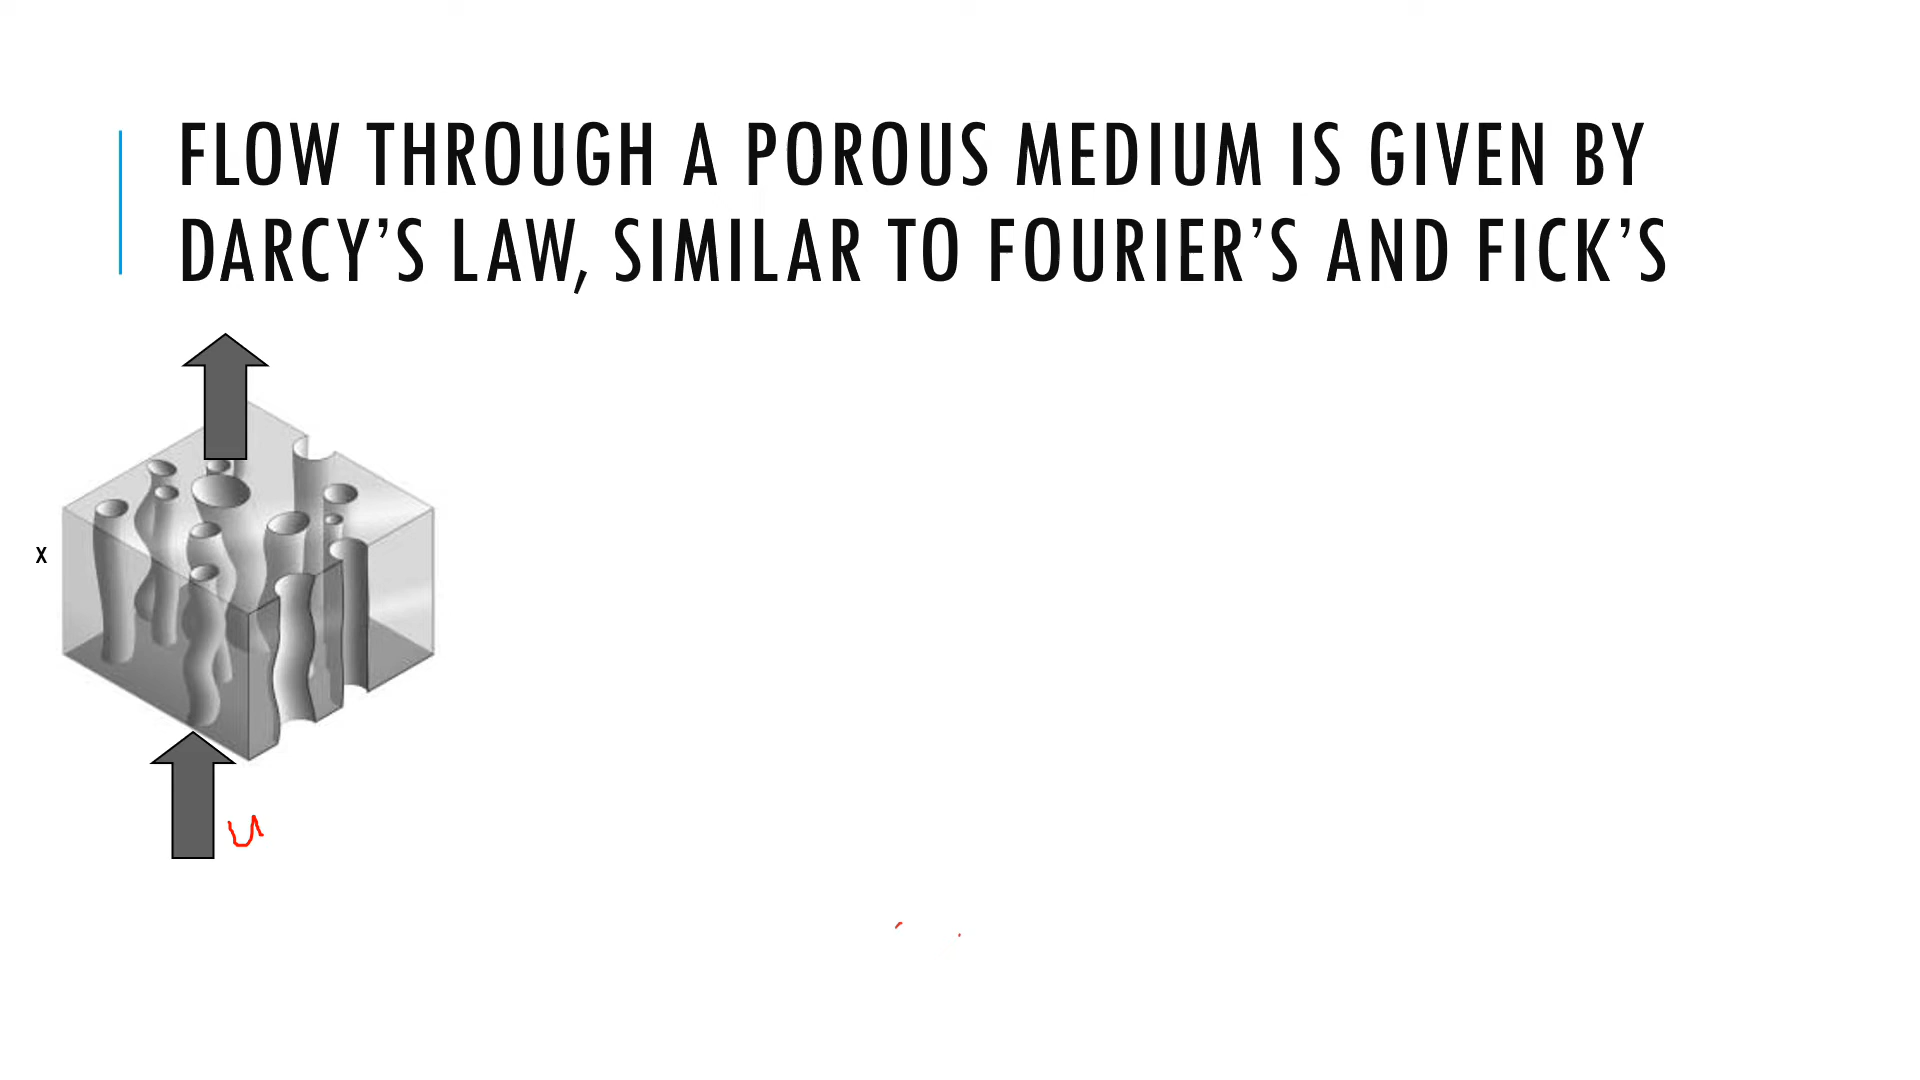 FLOW THROUGH A POROUS MEDIUM IS GIVEN BY
DARCY’S LAW, SIMILAR TO FOURIER’S AND FICK’S
x
u